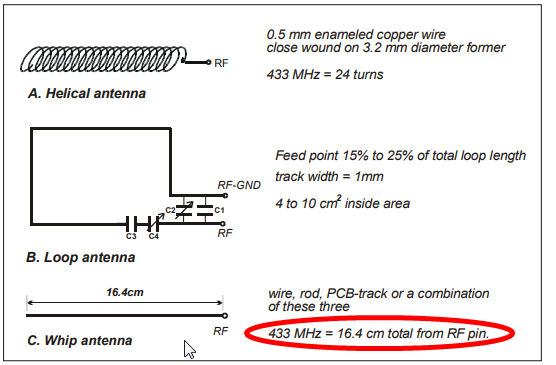 0.5 mm enameled copper wire
close wound on 3.2 mm diameter former
RF
433 MHz = 24 turns
A. Helical antenna
Feed point 15% to 25% of total loop length
track width = 1mm
4 to 10 cm² inside area
RF-GND
C2
C1
C3
C4
RF
B. Loop antenna
16.4cm
wire, rod, PCB-track or a combination
of these three
RF
433 MHz = 16.4 cm total from RF pin.
C. Whip antenna